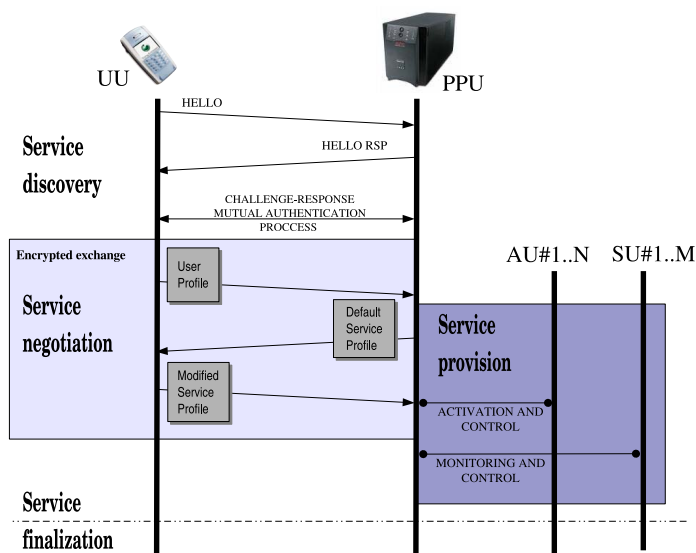 UU
PPU
HELLO
HELLO RSP
Service
discovery
CHALLENGE-RESPONSE
MUTUAL AUTHENTICATION
PROCCESS
Encrypted exchange
AU#1..N
SU#1..M
User
Profile
Service
negotiation
Default
Service
Profile
Service
provision
Modified
Service
Profile
ACTIVATION AND
CONTROL
MONITORING AND
CONTROL
Service
finalization